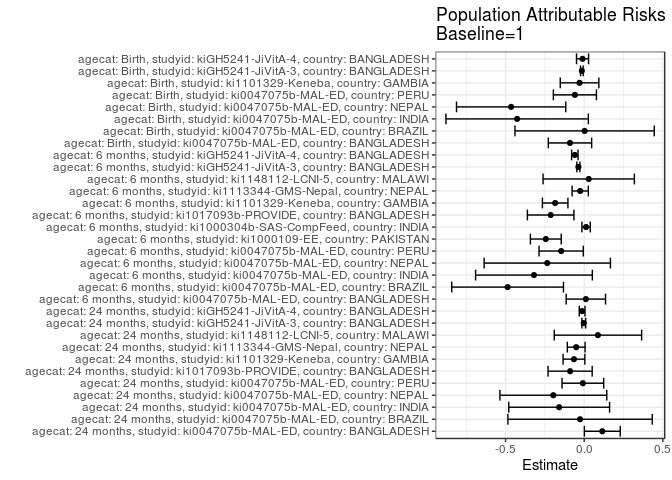 Population Attributable Risks
Baseline=1
agecat: Birth, studyid: kiGH5241-JiVitA-4, country: BANGLADESH
agecat: Birth, studyid: kiGH5241-JiVitA-3, country: BANGLADESH
agecat: Birth, studyid: ki1101329-Keneba, country: GAMBIA
agecat: Birth, studyid: ki0047075b-MAL-ED, country: PERU
agecat: Birth, studyid: ki0047075b-MAL-ED, country: NEPAL
agecat: Birth, studyid: ki0047075b-MAL-ED, country: INDIA
agecat: Birth, studyid: ki0047075b-MAL-ED, country: BRAZIL
agecat: Birth, studyid: ki0047075b-MAL-ED, country: BANGLADESH
agecat: 6 months, studyid: kiGH5241-JiVitA-4, country: BANGLADESH
agecat: 6 months, studyid: kiGH5241-JiVitA-3, country: BANGLADESH
agecat: 6 months, studyid: ki1148112-LCNI-5, country: MALAWI
agecat: 6 months, studyid: ki1113344-GMS-Nepal, country: NEPAL
agecat: 6 months, studyid: ki1101329-Keneba, country: GAMBIA
agecat: 6 months, studyid: ki1017093b-PROVIDE, country: BANGLADESH
agecat: 6 months, studyid: ki1000304b-SAS-CompFeed, country: INDIA
agecat: 6 months, studyid: ki1000109-EE, country: PAKISTAN
agecat: 6 months, studyid: ki0047075b-MAL-ED, country: PERU
agecat: 6 months, studyid: ki0047075b-MAL-ED, country: NEPAL
agecat: 6 months, studyid: ki0047075b-MAL-ED, country: INDIA
agecat: 6 months, studyid: ki0047075b-MAL-ED, country: BRAZIL
agecat: 6 months, studyid: ki0047075b-MAL-ED, country: BANGLADESH
agecat: 24 months, studyid: kiGH5241-JiVitA-4, country: BANGLADESH
agecat: 24 months, studyid: kiGH5241-JiVitA-3, country: BANGLADESH
agecat: 24 months, studyid: ki1148112-LCNI-5, country: MALAWI
agecat: 24 months, studyid: ki1113344-GMS-Nepal, country: NEPAL
agecat: 24 months, studyid: ki1101329-Keneba, country: GAMBIA
agecat: 24 months, studyid: ki1017093b-PROVIDE, country: BANGLADESH
agecat: 24 months, studyid: ki0047075b-MAL-ED, country: PERU
agecat: 24 months, studyid: ki0047075b-MAL-ED, country: NEPAL
agecat: 24 months, studyid: ki0047075b-MAL-ED, country: INDIA
agecat: 24 months, studyid: ki0047075b-MAL-ED, country: BRAZIL
agecat: 24 months, studyid: ki0047075b-MAL-ED, country: BANGLADESH
-0.5 0.0 0.5
Estimate